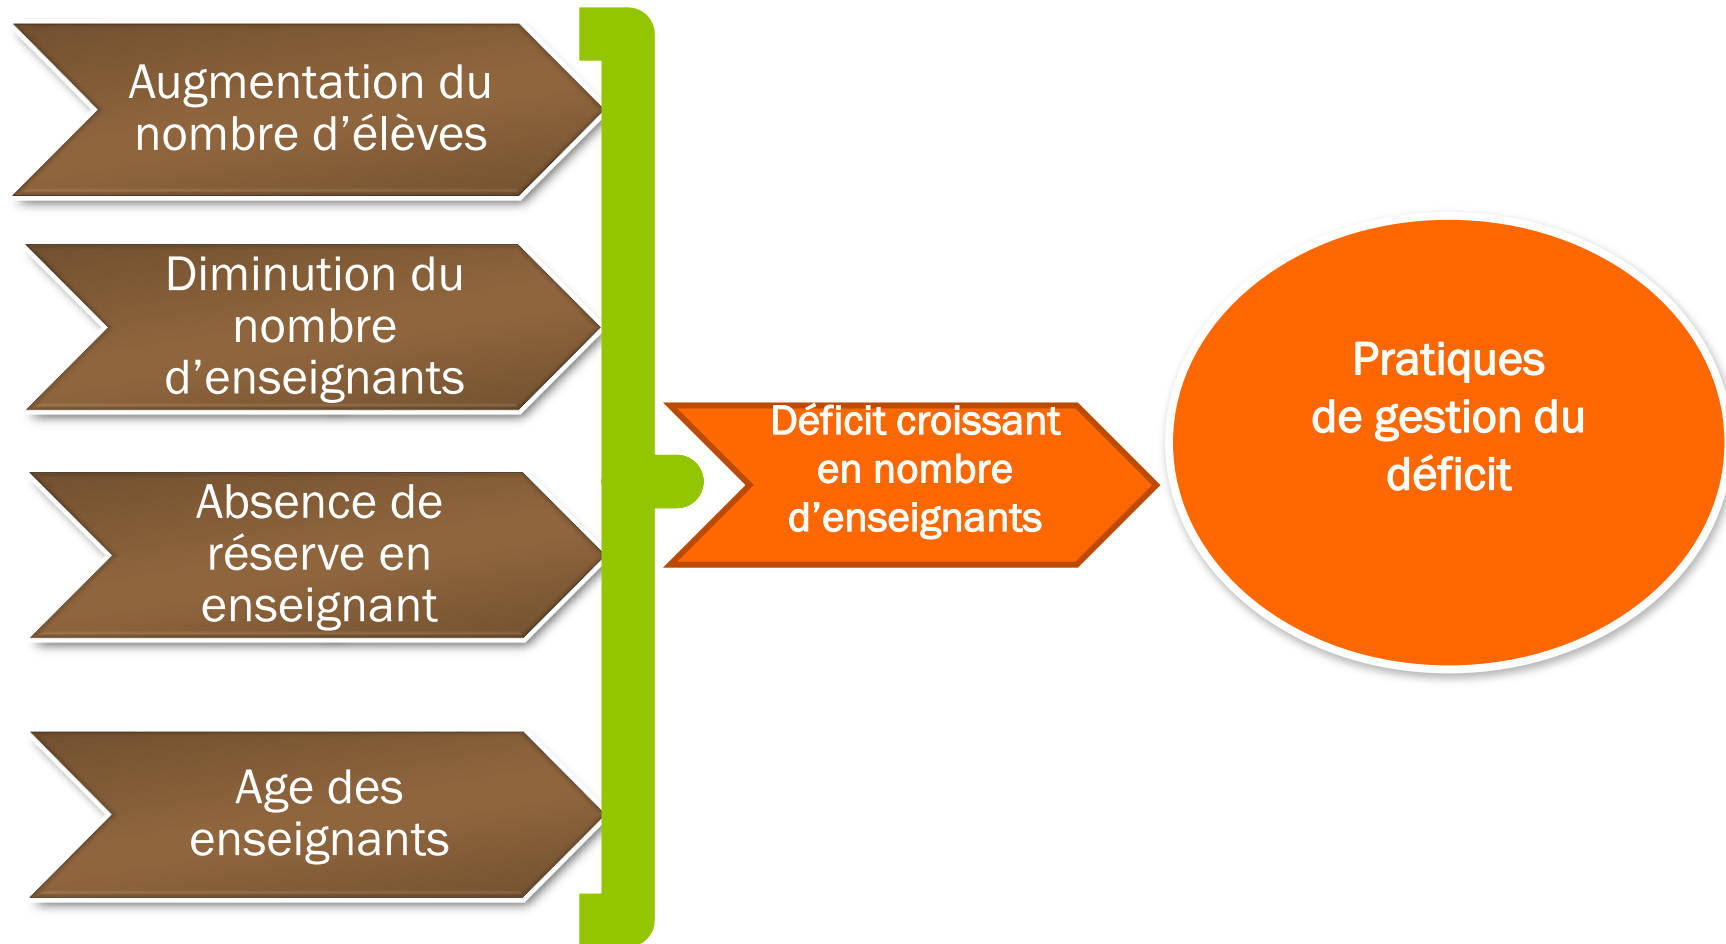 Augmentation du
nombre d’élèves
Diminution du
nombre
d’enseignants
Absence de
réserve en
enseignant
Age des
enseignants
Déficit croissant
en nombre
d’enseignants
Pratiques
de gestion du
déficit